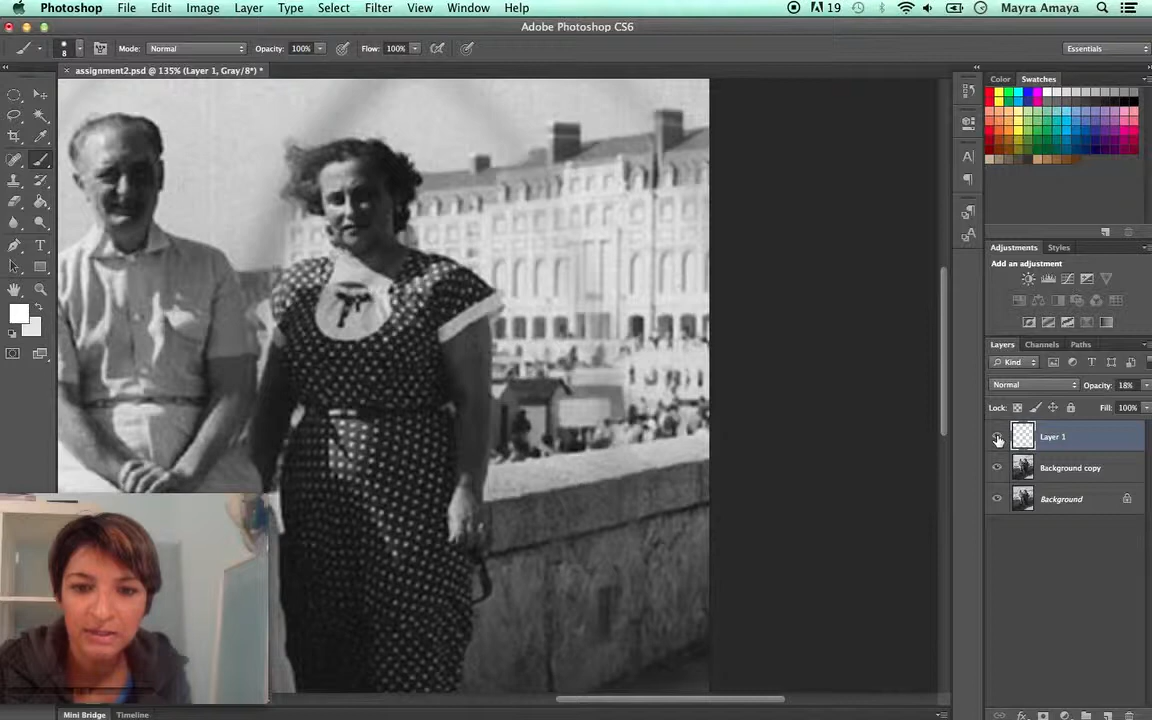 Photoshop File Edit Image Layer Type Select Filter View Window Help 19 Mayra Amaya
Adobe Photoshop CS6
8 Mode: Normal Opacity: 100% Flow: 100% Essentials
× assignment2.psd @ 135% (Layer 1, Gray/8*) *
Color Swatches
Adjustments Styles
Add an adjustment
Layers Channels Paths
Kind T
Normal Opacity: 18%
Lock: Fill: 100%
Layer 1
Background copy
Background
Mini Bridge Timeline